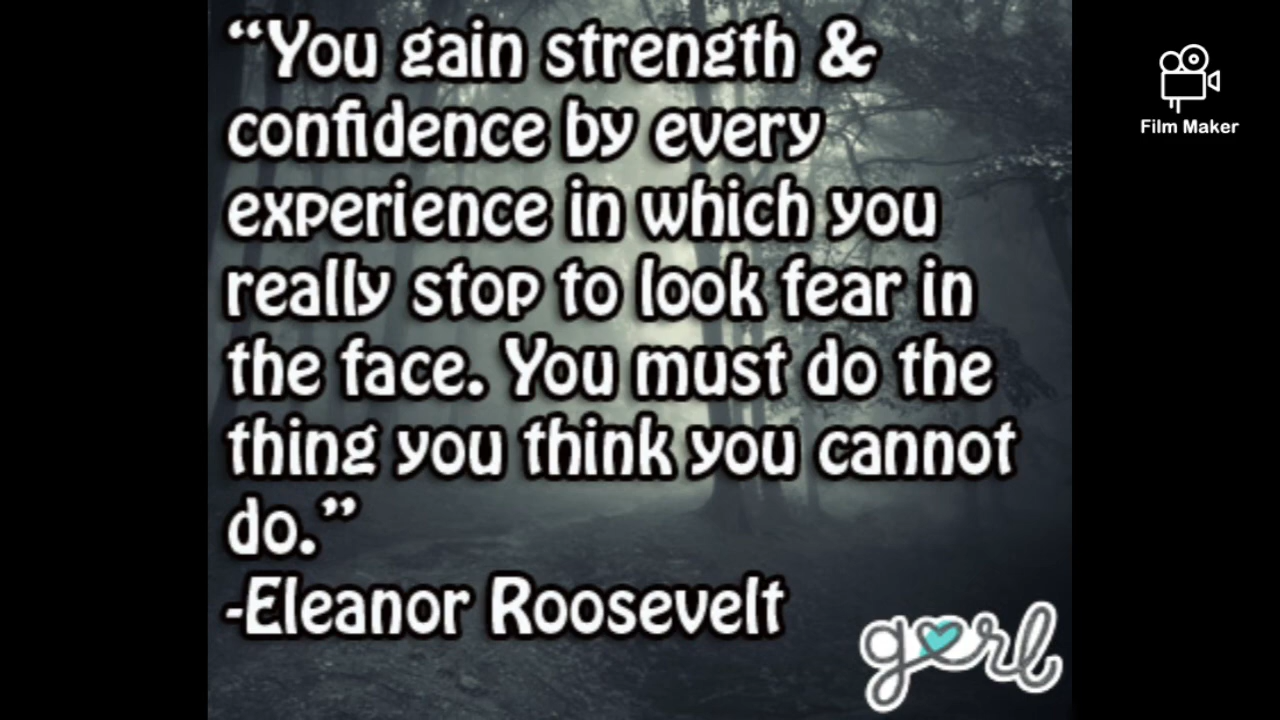 “You gain strength &
confidence by every
experience in which you
really stop to look fear in
the face. You must do the
thing you think you cannot
do.”
-Eleanor Roosevelt
gurl
Film Maker